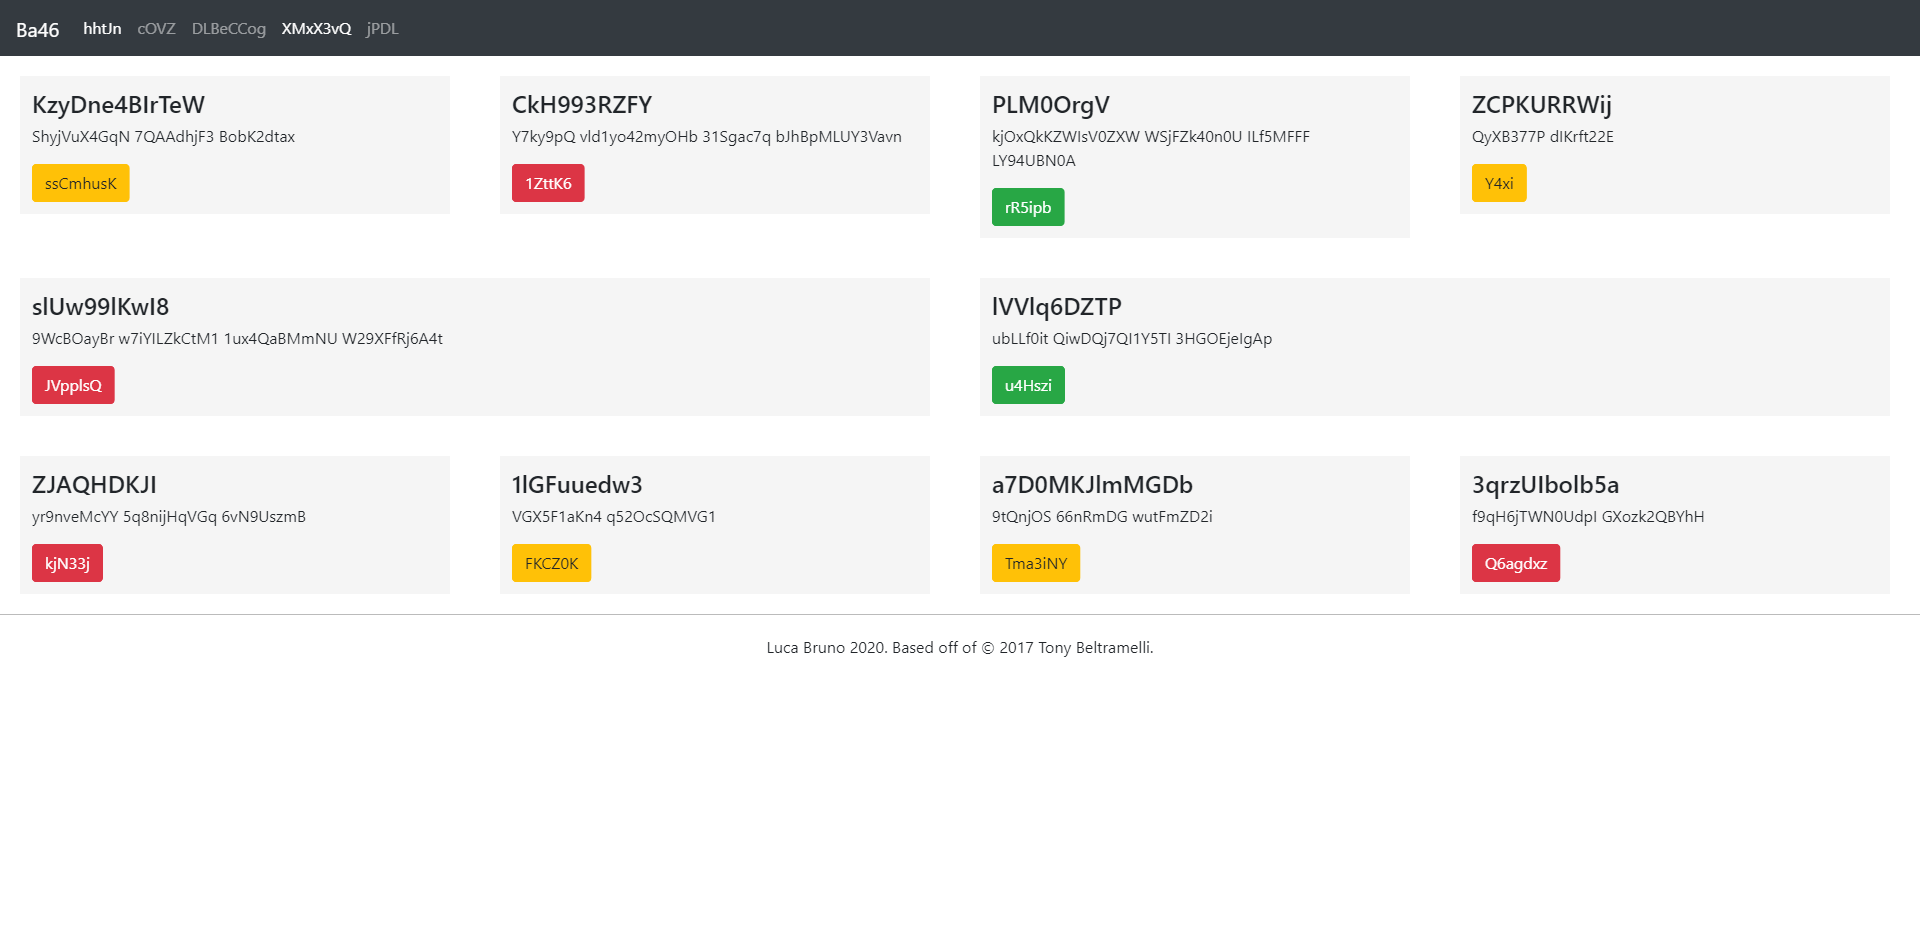 Ba46 hhtJn cOVZ DLBeCCog XMxX3vQ jPDL
KzyDne4BIrTeW
ShyjVuX4GqN 7QAAdhjF3 BobK2dtax
ssCmhusK
CkH993RZFY
Y7ky9pQ vld1yo42myOHb 31Sgac7q bJhBpMLUY3Vavn
1ZttK6
PLM0OrgV
kjOxQkKZWIsV0ZXW WSjFZk40n0U ILf5MFFF
LY94UBN0A
rR5ipb
ZCPKURRWij
QyXB377P dIKrft22E
Y4xi
slUw99lKwI8
9WcBOayBr w7iYILZkCtM1 1ux4QaBMmNU W29XFfRj6A4t
JVpplsQ
lVVlq6DZTP
ubLLf0it QiwDQj7QI1Y5TI 3HGOEjeIgAp
u4Hszi
ZJAQHDKJI
yr9nveMcYY 5q8nijHqVGq 6vN9UszmB
kjN33j
1lGFuuedw3
VGX5F1aKn4 q52OcSQMVG1
FKCZ0K
a7D0MKJlmMGDb
9tQnjOS 66nRmDG wutFmZD2i
Tma3iNY
3qrzUIbolb5a
f9qH6jTWN0UdpI GXozk2QBYhH
Q6agdxz
Luca Bruno 2020. Based off of © 2017 Tony Beltramelli.